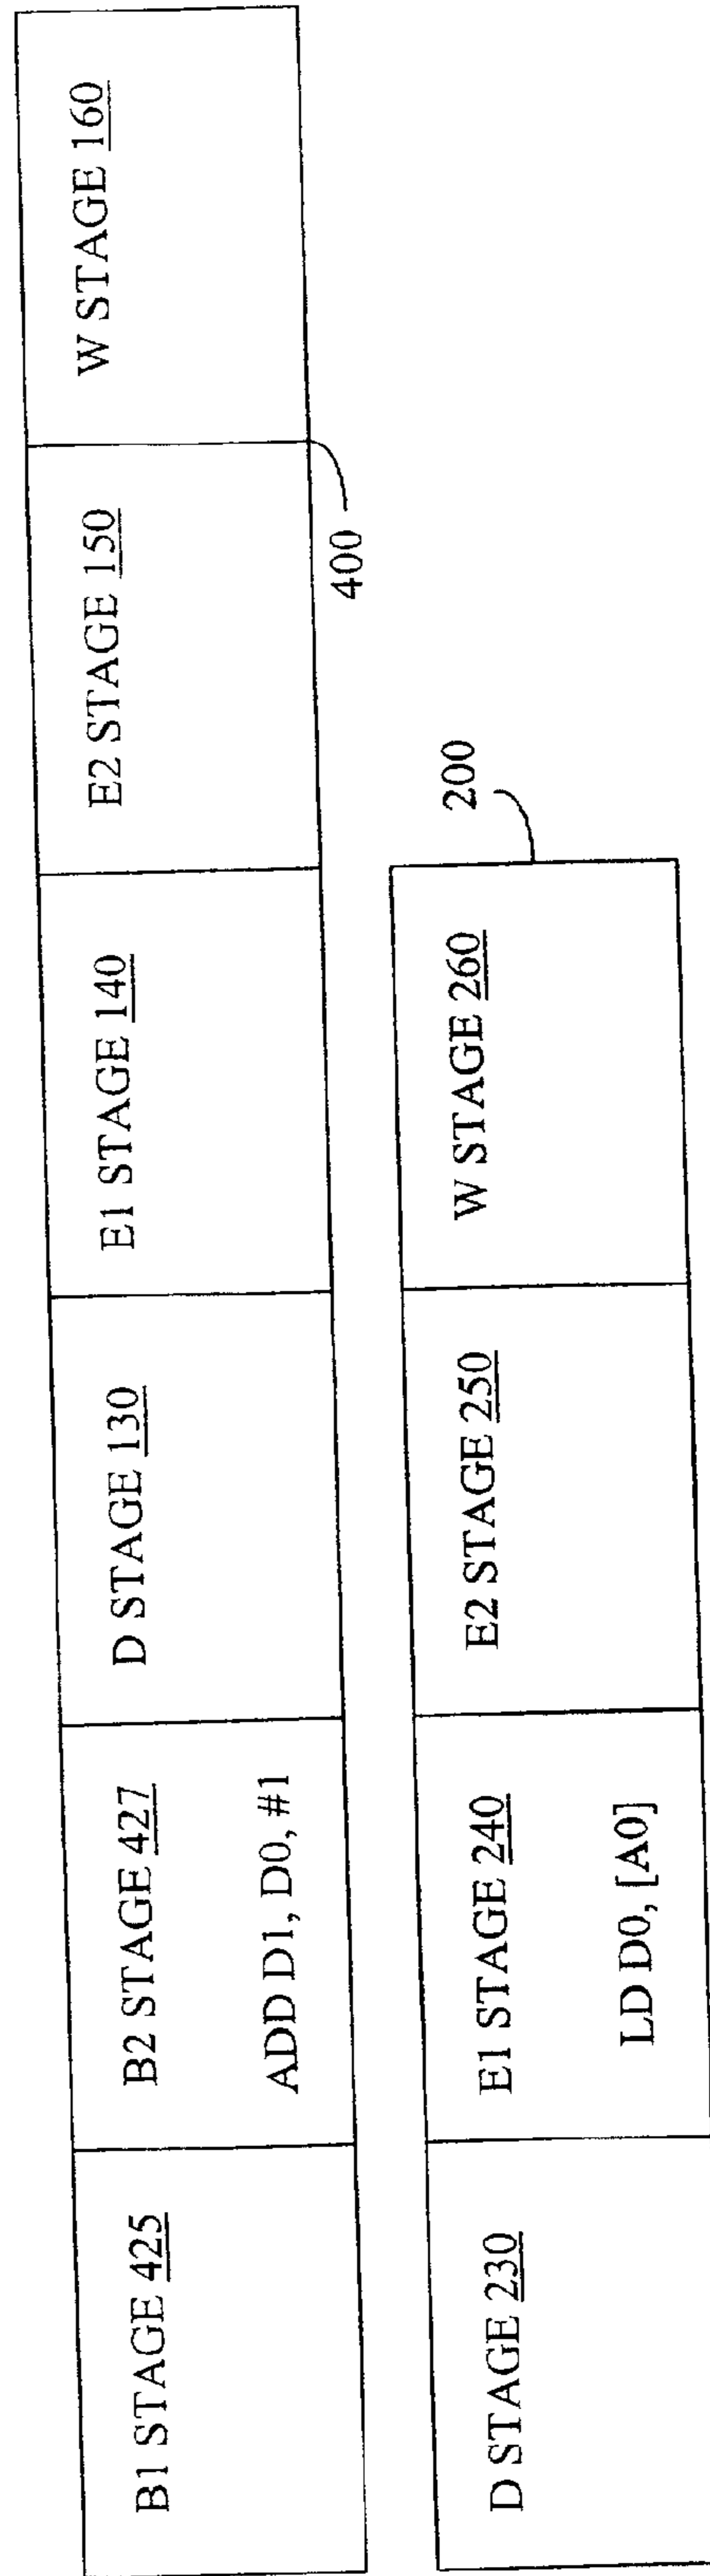 B1 STAGE 425
B2 STAGE 427
ADD D1, D0, #1
D STAGE 130
E1 STAGE 140
E2 STAGE 150
W STAGE 160
400
D STAGE 230
E1 STAGE 240
LD D0, [A0]
E2 STAGE 250
W STAGE 260
200